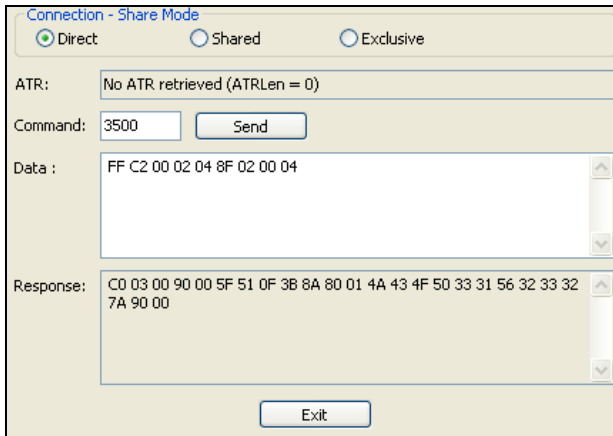 Connection - Share Mode
Direct Shared Exclusive
ATR: No ATR retrieved (ATRLen = 0)
Command: 3500 Send
Data : FF C2 00 02 04 8F 02 00 04
Response: C0 03 00 90 00 5F 51 0F 3B 8A 80 01 4A 43 4F 50 33 31 56 32 33 32
7A 90 00
Exit